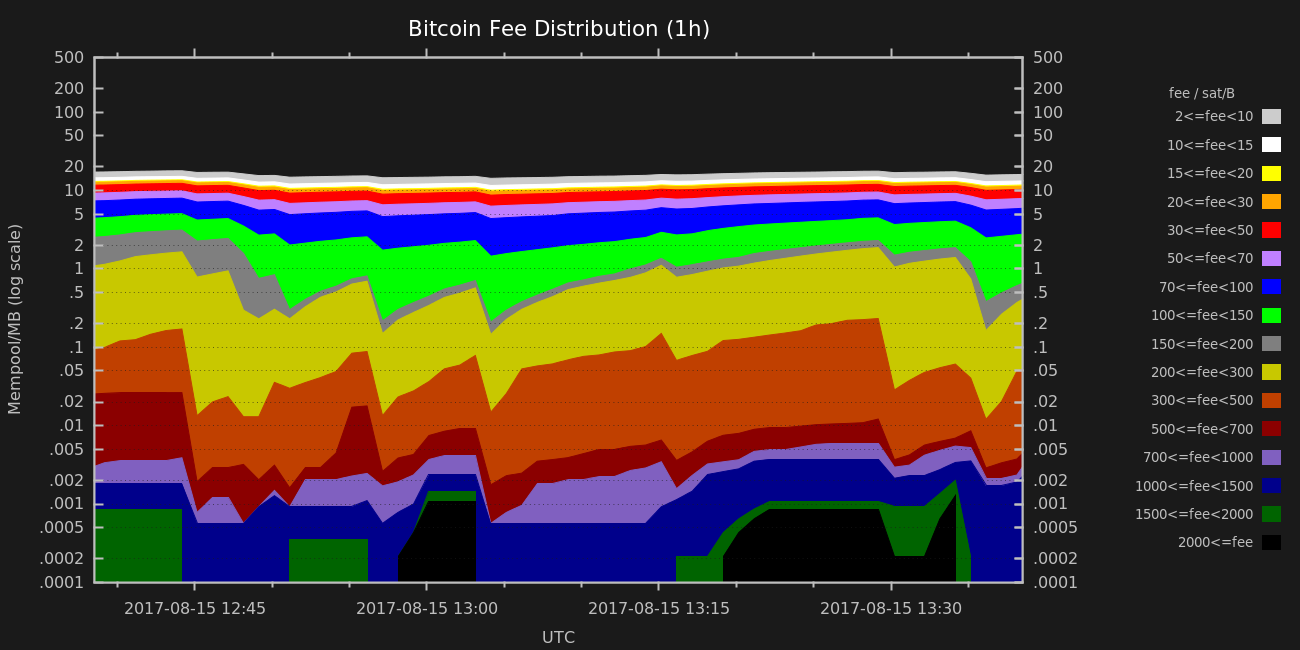 Bitcoin Fee Distribution (1h)
Mempool/MB (log scale)
500
200
100
50
20
10
5
2
1
.5
.2
.1
.05
.02
.01
.005
.002
.001
.0005
.0002
.0001
500
200
100
50
20
10
5
2
1
.5
.2
.1
.05
.02
.01
.005
.002
.001
.0005
.0002
.0001
2017-08-15 12:45
2017-08-15 13:00
2017-08-15 13:15
2017-08-15 13:30
UTC
fee / sat/B
2<=fee<10
10<=fee<15
15<=fee<20
20<=fee<30
30<=fee<50
50<=fee<70
70<=fee<100
100<=fee<150
150<=fee<200
200<=fee<300
300<=fee<500
500<=fee<700
700<=fee<1000
1000<=fee<1500
1500<=fee<2000
2000<=fee